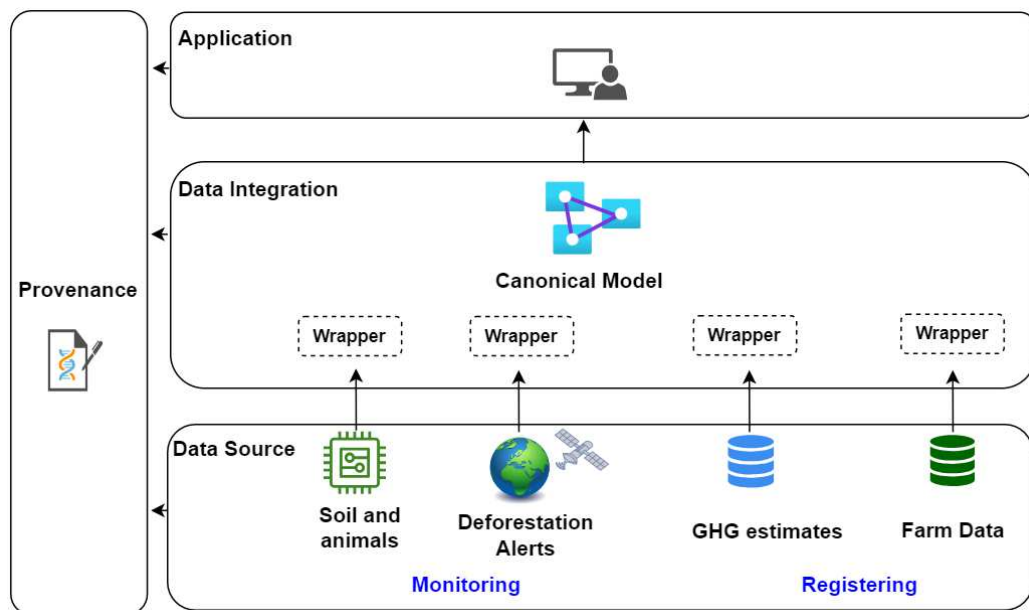 Application
Data Integration
Canonical Model
Provenance
Wrapper
Wrapper
Wrapper
Wrapper
Data Source
Soil and
animals
Deforestation
Alerts
GHG estimates
Farm Data
Monitoring
Registering